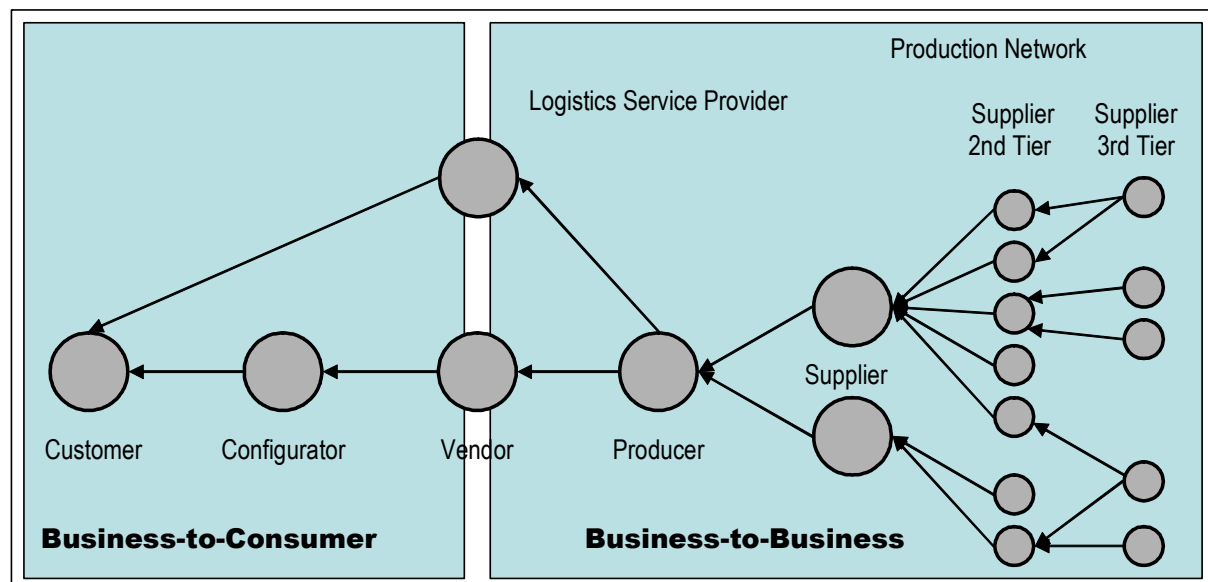 Production Network
Logistics Service Provider
Supplier
2nd Tier
Supplier
3rd Tier
Supplier
Customer
Configurator
Vendor
Producer
Business-to-Consumer
Business-to-Business